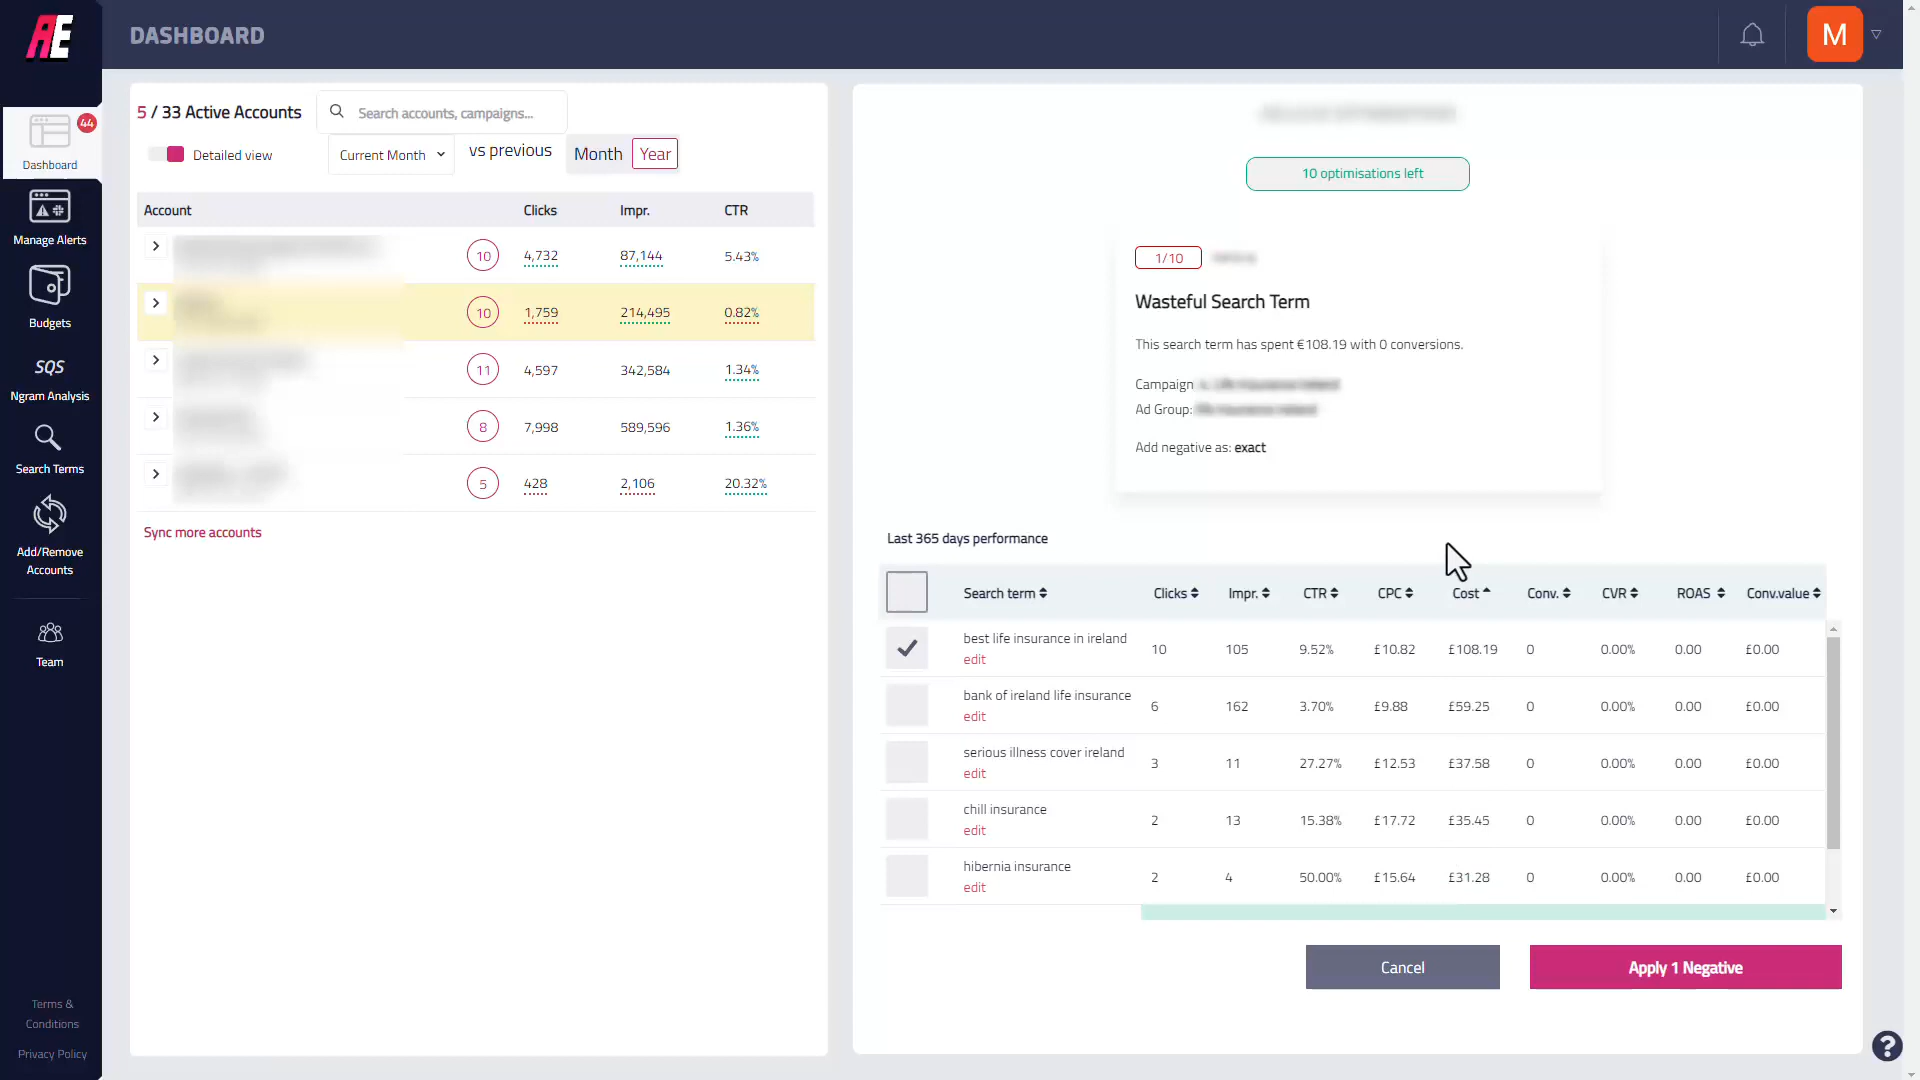 AE
DASHBOARD
M
44
Dashboard
Manage Alerts
Budgets
SQS
Ngram Analysis
Search Terms
Add/Remove
Accounts
Team
Terms &
Conditions
Privacy Policy
5 / 33 Active Accounts
Search accounts, campaigns...
Detailed view
Current Month
vs previous
Month
Year
Account Clicks Impr. CTR
10 4,732 87,144 5.43%
10 1,759 214,495 0.82%
11 4,597 342,584 1.34%
8 7,998 589,596 1.36%
5 428 2,106 20.32%
Sync more accounts
10 optimisations left
1/10
Wasteful Search Term
This search term has spent €108.19 with 0 conversions.
Campaign
Ad Group:
Add negative as: exact
Last 365 days performance
Search term Clicks Impr. CTR CPC Cost Conv. CVR ROAS Conv.value
best life insurance in ireland 10 105 9.52% £10.82 £108.19 0 0.00% 0.00 £0.00
edit
bank of ireland life insurance 6 162 3.70% £9.88 £59.25 0 0.00% 0.00 £0.00
edit
serious illness cover ireland 3 11 27.27% £12.53 £37.58 0 0.00% 0.00 £0.00
edit
chill insurance 2 13 15.38% £17.72 £35.45 0 0.00% 0.00 £0.00
edit
hibernia insurance 2 4 50.00% £15.64 £31.28 0 0.00% 0.00 £0.00
edit
Cancel
Apply 1 Negative
?